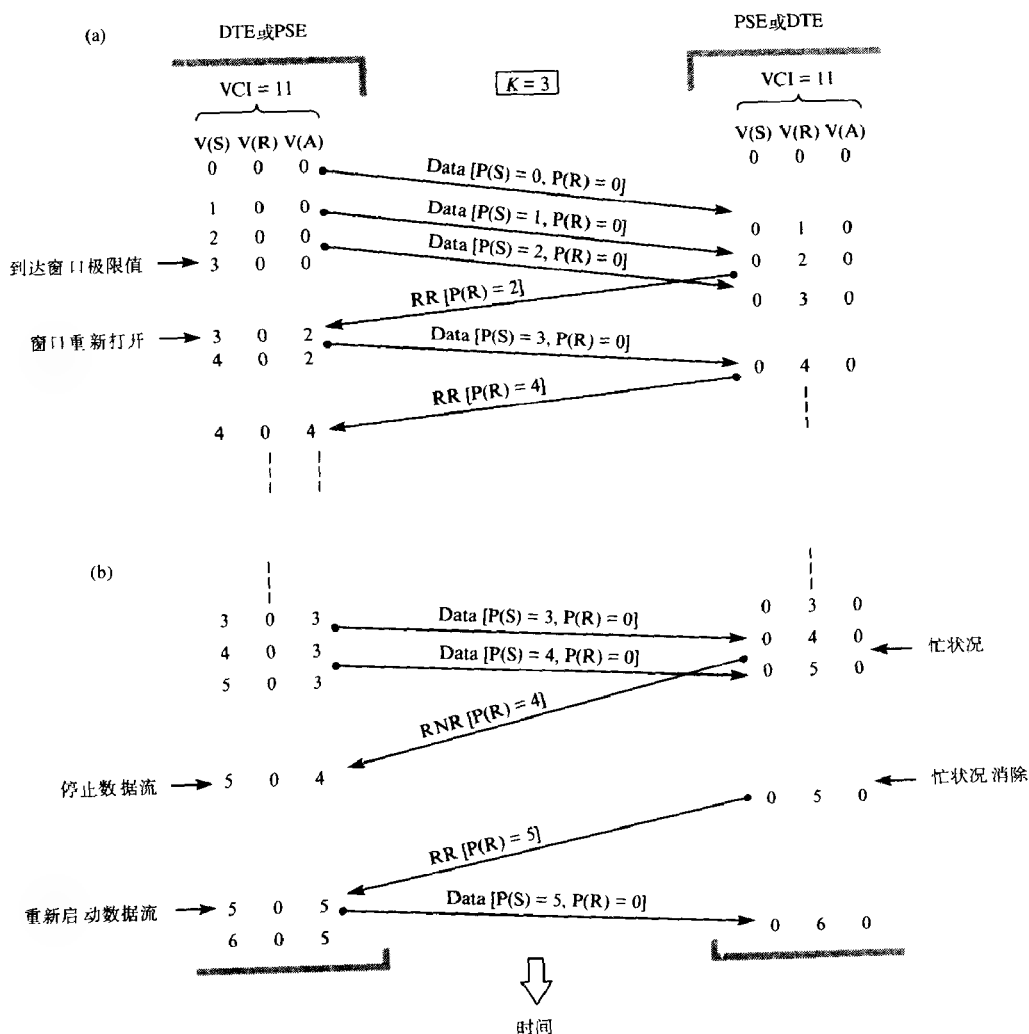 (a)
DTE或PSE
PSE或DTE
VCI = 11
K = 3
VCI = 11
V(S) V(R) V(A)
V(S) V(R) V(A)
0 0 0
0 0 0
Data [P(S) = 0, P(R) = 0]
1 0 0
Data [P(S) = 1, P(R) = 0]
0 1 0
2 0 0
Data [P(S) = 2, P(R) = 0]
0 2 0
到达窗口极限值
3 0 0
RR [P(R) = 2]
0 3 0
窗口重新打开
3 0 2
Data [P(S) = 3, P(R) = 0]
4 0 2
0 4 0
RR [P(R) = 4]
4 0 4
(b)
3 0 3
Data [P(S) = 3, P(R) = 0]
0 3 0
0 4 0
忙状况
4 0 3
Data [P(S) = 4, P(R) = 0]
0 5 0
5 0 3
RNR [P(R) = 4]
停止数据流
5 0 4
忙状况消除
0 5 0
RR [P(R) = 5]
重新启动数据流
5 0 5
Data [P(S) = 5, P(R) = 0]
0 6 0
6 0 5
时间